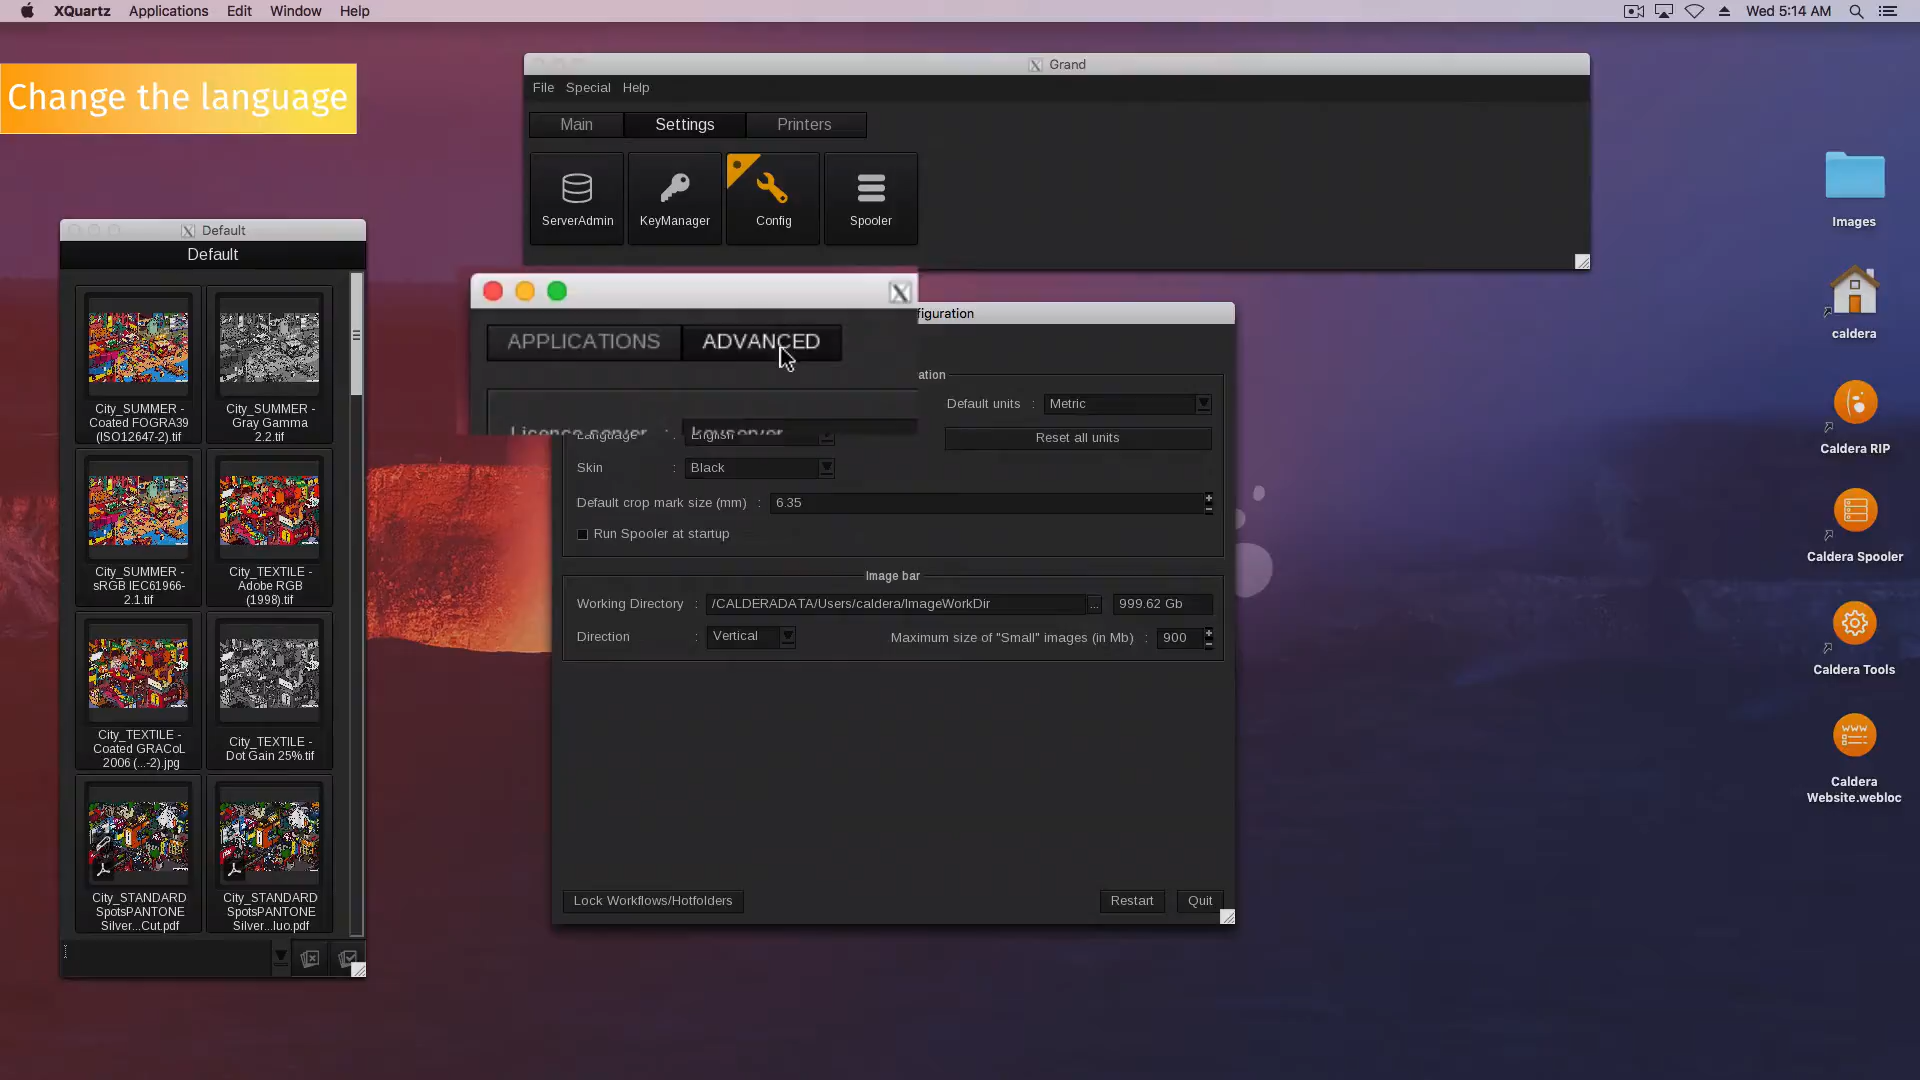 XQuartz Applications Edit Window Help
Wed 5:14 AM
Change the language
Grand
File Special Help
Main Settings Printers
ServerAdmin KeyManager Config Spooler
Default
Default
City_SUMMER -
Coated FOGRA39
(ISO12647-2).tif
City_SUMMER -
Gray Gamma
2.2.tif
City_SUMMER -
sRGB IEC61966-
2.1.tif
City_TEXTILE -
Adobe RGB
(1998).tif
City_TEXTILE -
Coated GRACoL
2006 (...-2).jpg
City_TEXTILE -
Dot Gain 25%.tif
City_STANDARD
SpotsPANTONE
Silver...Cut.pdf
City_STANDARD
SpotsPANTONE
Silver...luo.pdf
figuration
APPLICATIONS ADVANCED
ation
Licence server : keyserver
Default units : Metric
Language : English
Reset all units
Skin : Black
Default crop mark size (mm) : 6.35
Run Spooler at startup
Image bar
Working Directory : /CALDERADATA/Users/caldera/ImageWorkDir ... 999.62 Gb
Direction : Vertical
Maximum size of "Small" images (in Mb) : 900
Lock Workflows/Hotfolders
Restart Quit
Images
caldera
Caldera RIP
Caldera Spooler
Caldera Tools
WWW
Caldera
Website.webloc